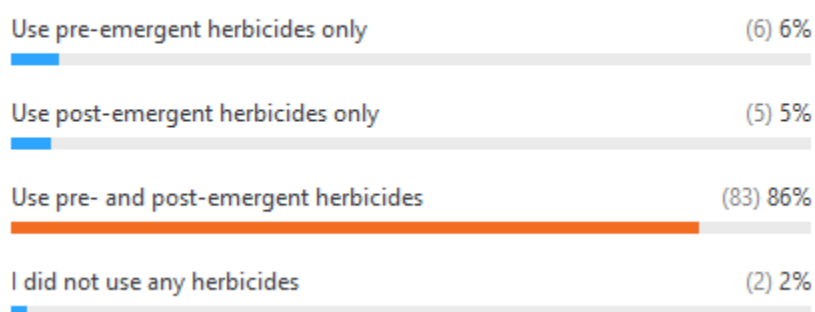 Use pre-emergent herbicides only (6) 6%
Use post-emergent herbicides only (5) 5%
Use pre- and post-emergent herbicides (83) 86%
I did not use any herbicides (2) 2%